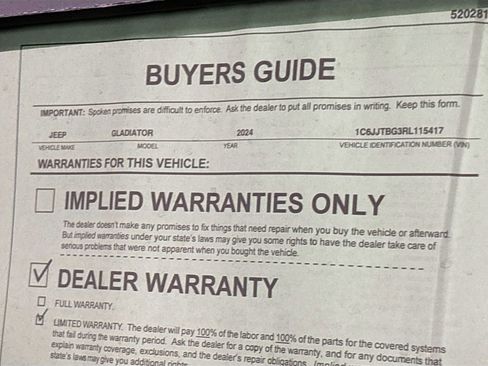 520281
BUYERS GUIDE
IMPORTANT: Spoken promises are difficult to enforce. Ask the dealer to put all promises in writing. Keep this form.
JEEP GLADIATOR 2024 1C6JJTBG3RL115417
VEHICLE MAKE MODEL YEAR VEHICLE IDENTIFICATION NUMBER (VIN)
WARRANTIES FOR THIS VEHICLE:
IMPLIED WARRANTIES ONLY
The dealer doesn't make any promises to fix things that need repair when you buy the vehicle or afterward.
But implied warranties under your state's laws may give you some rights to have the dealer take care of
serious problems that were not apparent when you bought the vehicle.
DEALER WARRANTY
FULL WARRANTY.
LIMITED WARRANTY. The dealer will pay 100% of the labor and 100% of the parts for the covered systems
that fail during the warranty period. Ask the dealer for a copy of the warranty, and for any documents that
explain warranty coverage, exclusions, and the dealer's repair obligations. Implied
state's laws may give you additional rights